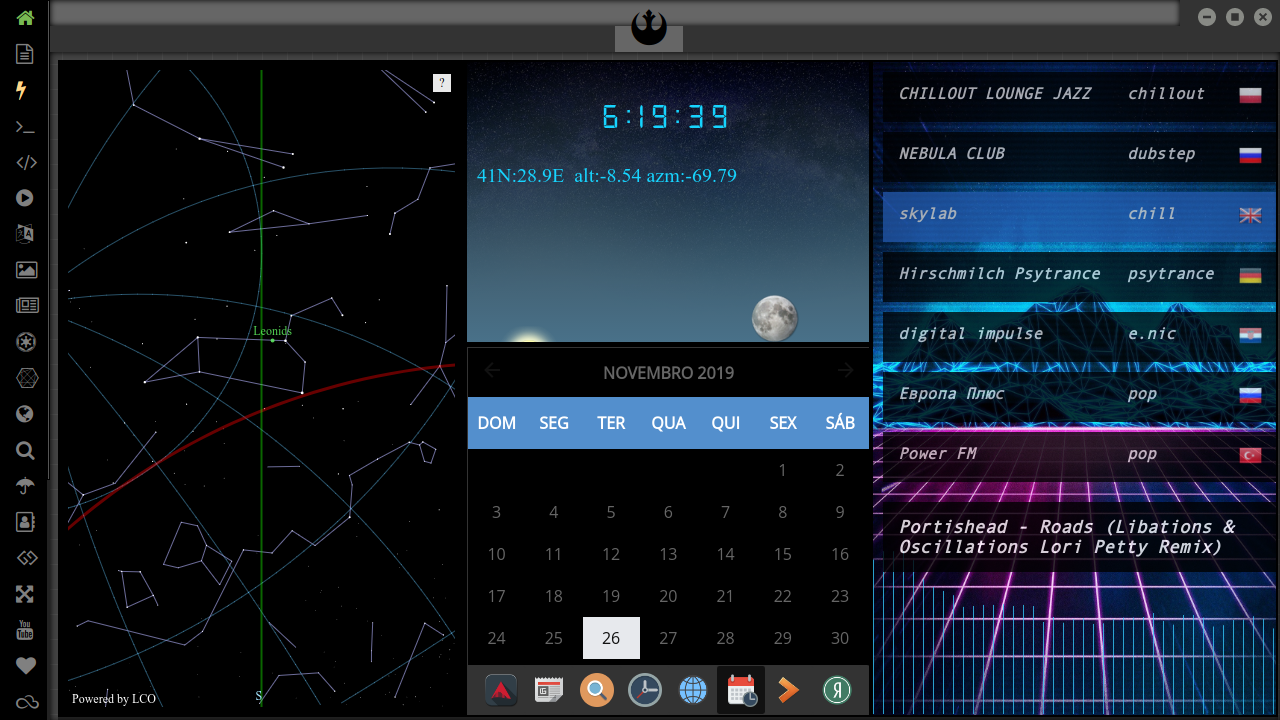 ?
Leonids
Powered by LCO
S
6:19:39
41N:28.9E alt:-8.54 azm:-69.79
NOVEMBRO 2019
DOM SEG TER QUA QUI SEX SÁB
1 2
3 4 5 6 7 8 9
10 11 12 13 14 15 16
17 18 19 20 21 22 23
24 25 26 27 28 29 30
Я
CHILLOUT LOUNGE JAZZ chillout
NEBULA CLUB dubstep
skylab chill
Hirschmilch Psytrance psytrance
digital impulse e.nic
Европа Плюс pop
Power FM pop
Portishead - Roads (Libations &
Oscillations Lori Petty Remix)
You
Tube